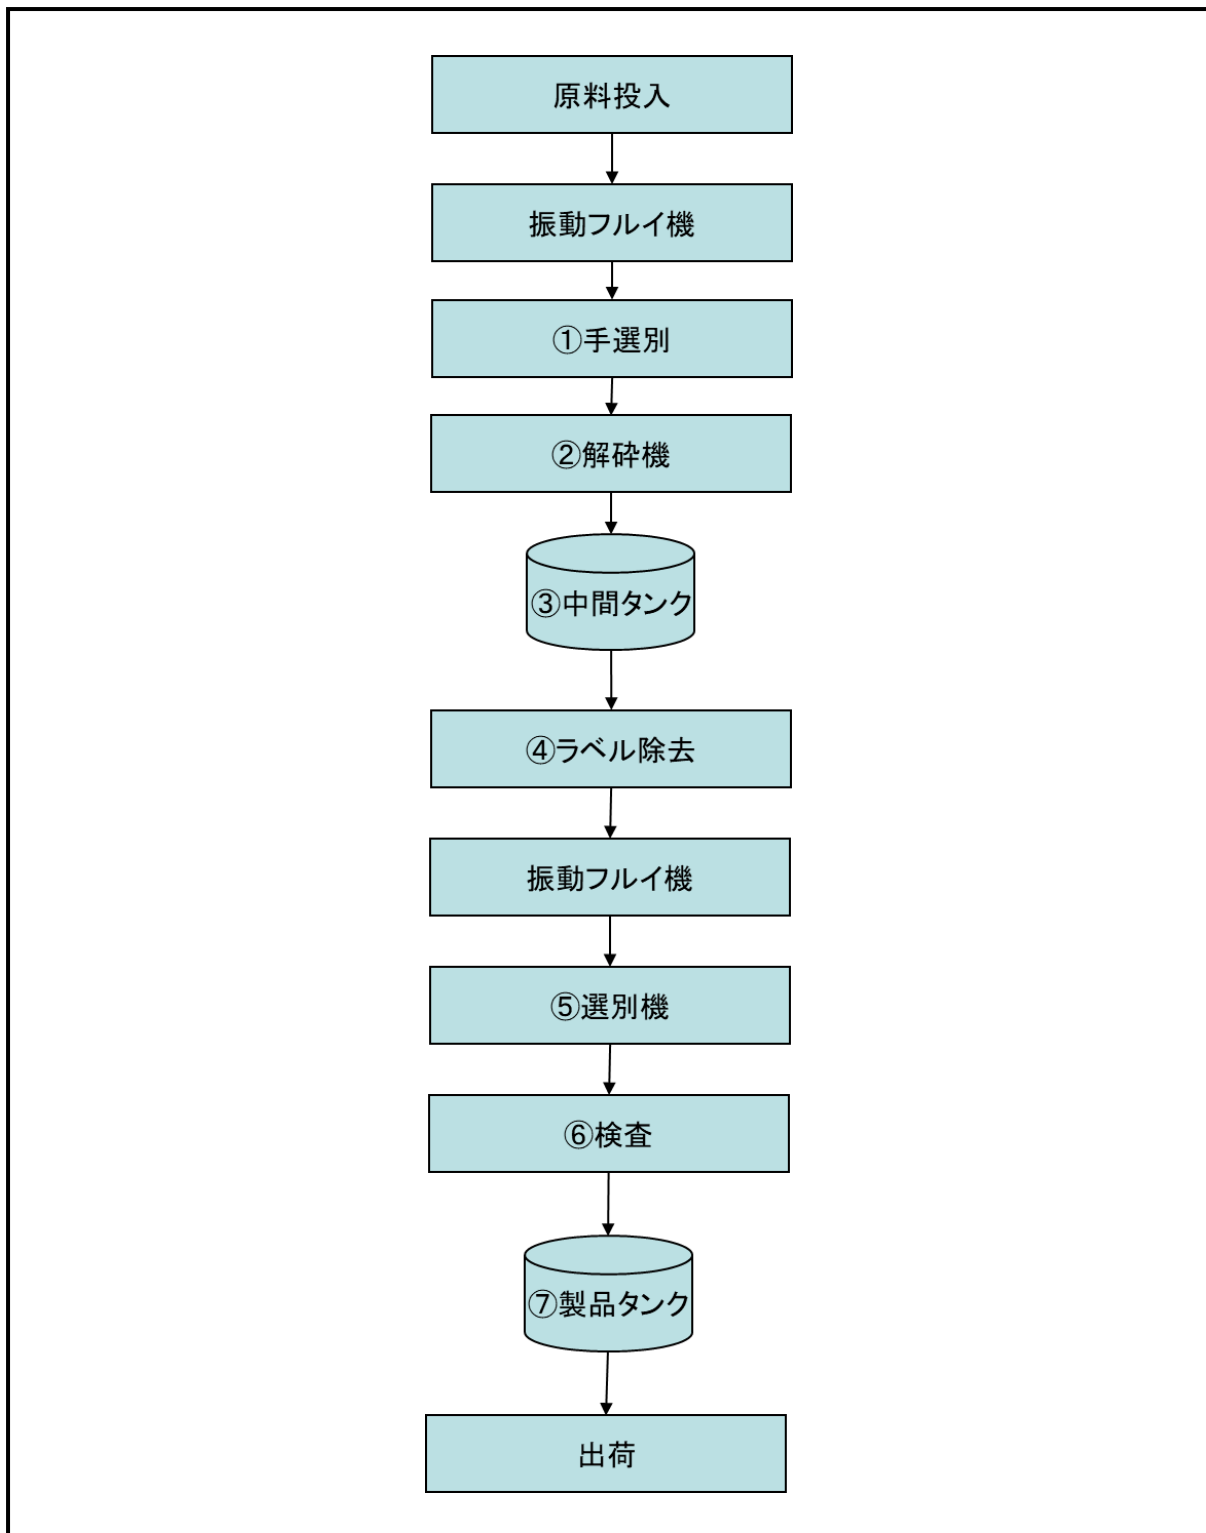 原料投入
振動フルイ機
①手選別
②解砕機
③中間タンク
④ラベル除去
振動フルイ機
⑤選別機
⑥検査
⑦製品タンク
出荷